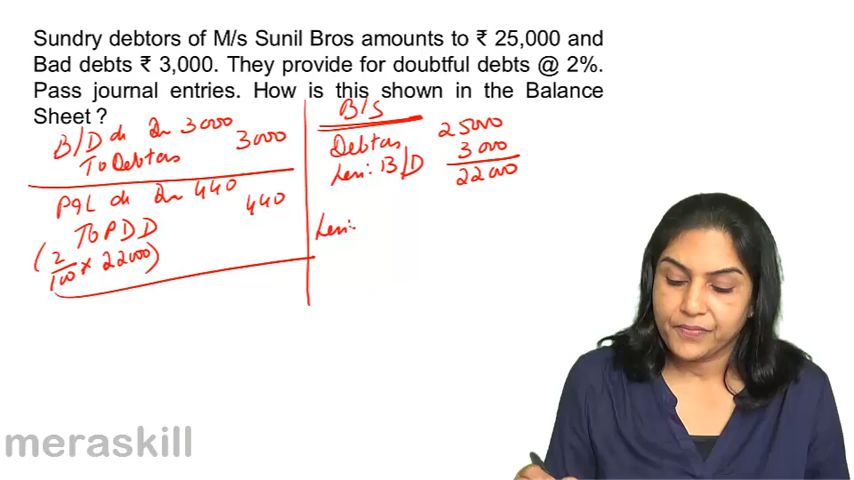 Sundry debtors of M/s Sunil Bros amounts to ₹ 25,000 and
Bad debts ₹ 3,000. They provide for doubtful debts @ 2%.
Pass journal entries. How is this shown in the Balance
Sheet ?
B/D a/c Dr 3000
To Debtors 3000
P&L a/c Dr 440
To PDD 440
(2/100 × 22000)
B/S
Debtors 25000
Less: B/D 3000
22000
Less:
meraskill